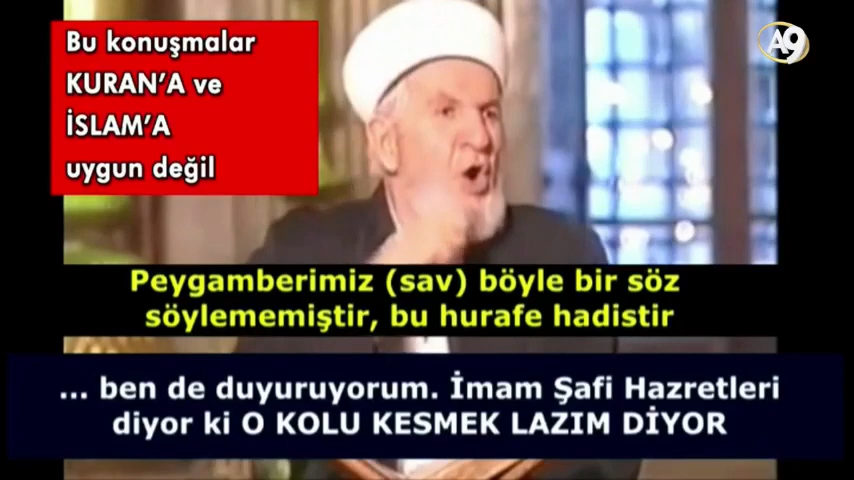 Bu konuşmalar
KURAN'A ve
İSLAM'A
uygun değil
A9
Peygamberimiz (sav) böyle bir söz
söylememiştir, bu hurafe hadistir
... ben de duyuruyorum. İmam Şafi Hazretleri
diyor ki O KOLU KESMEK LAZIM DİYOR